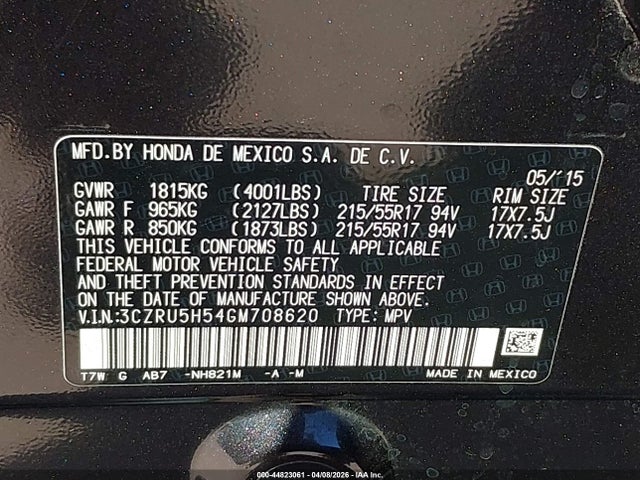 MFD.BY HONDA DE MEXICO S.A. DE C.V.
05/'15
GVWR 1815KG (4001LBS) TIRE SIZE RIM SIZE
GAWR F 965KG (2127LBS) 215/55R17 94V 17X7.5J
GAWR R 850KG (1873LBS) 215/55R17 94V 17X7.5J
THIS VEHICLE CONFORMS TO ALL APPLICABLE
FEDERAL MOTOR VEHICLE SAFETY
AND THEFT PREVENTION STANDARDS IN EFFECT
ON THE DATE OF MANUFACTURE SHOWN ABOVE.
V.I.N:3CZRU5H54GM708620 TYPE: MPV
T7W G AB7 -NH821M -A -M MADE IN MEXICO
000-44823061 - 04/08/2026 - IAA Inc.